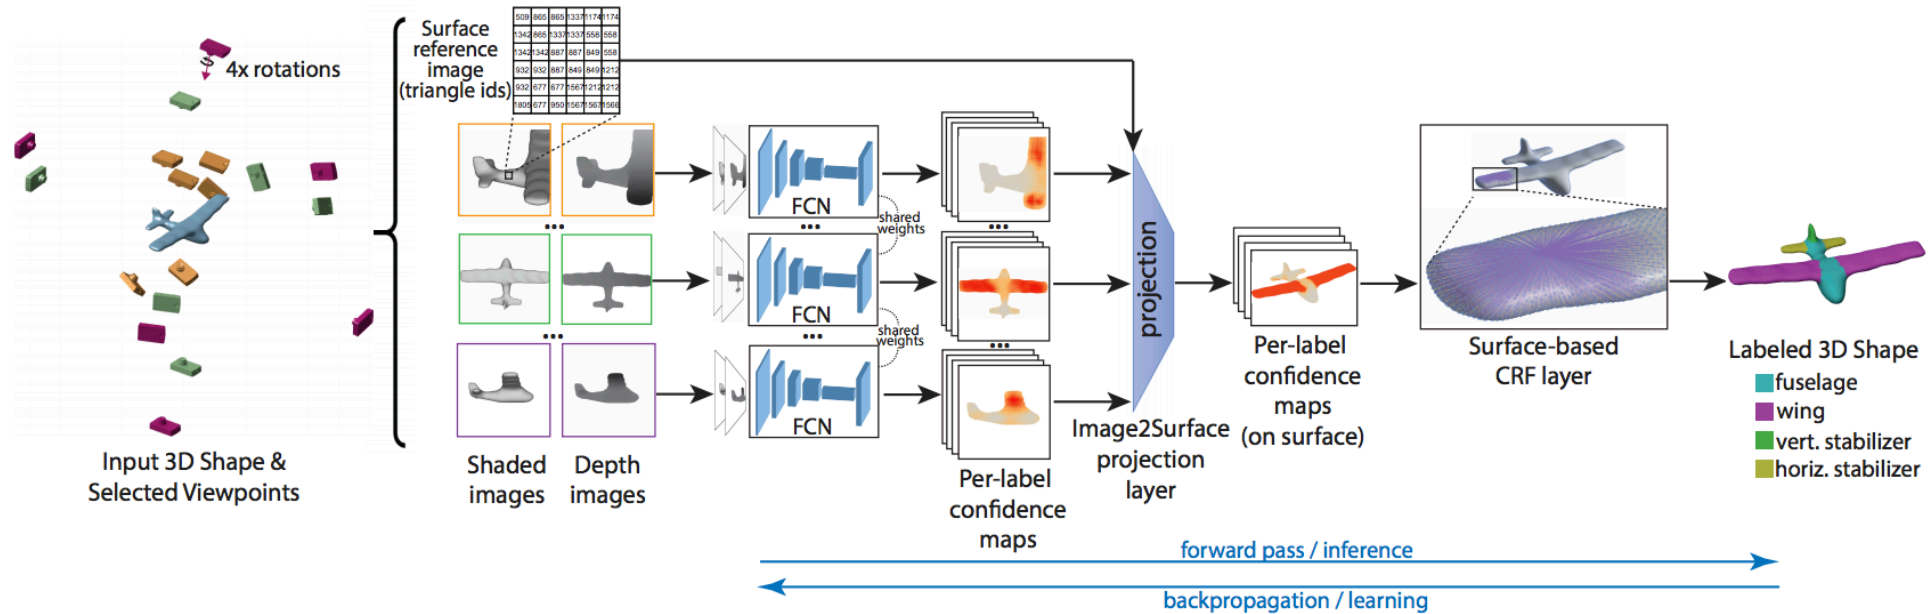 4x rotations
Input 3D Shape &
Selected Viewpoints
Surface
reference
image
(triangle ids)
509 865 865 1337 1174 1174
1342 865 1337 1337 558 558
1342 1342 887 887 849 558
932 932 887 849 849 1212
932 677 677 1567 1212 1212
1805 677 950 1567 1567 1566
...
...
Shaded
images
Depth
images
FCN
...
shared
weights
FCN
...
shared
weights
FCN
...
...
Per-label
confidence
maps
projection
Image2Surface
projection
layer
Per-label
confidence
maps
(on surface)
Surface-based
CRF layer
Labeled 3D Shape
fuselage
wing
vert. stabilizer
horiz. stabilizer
forward pass / inference
backpropagation / learning